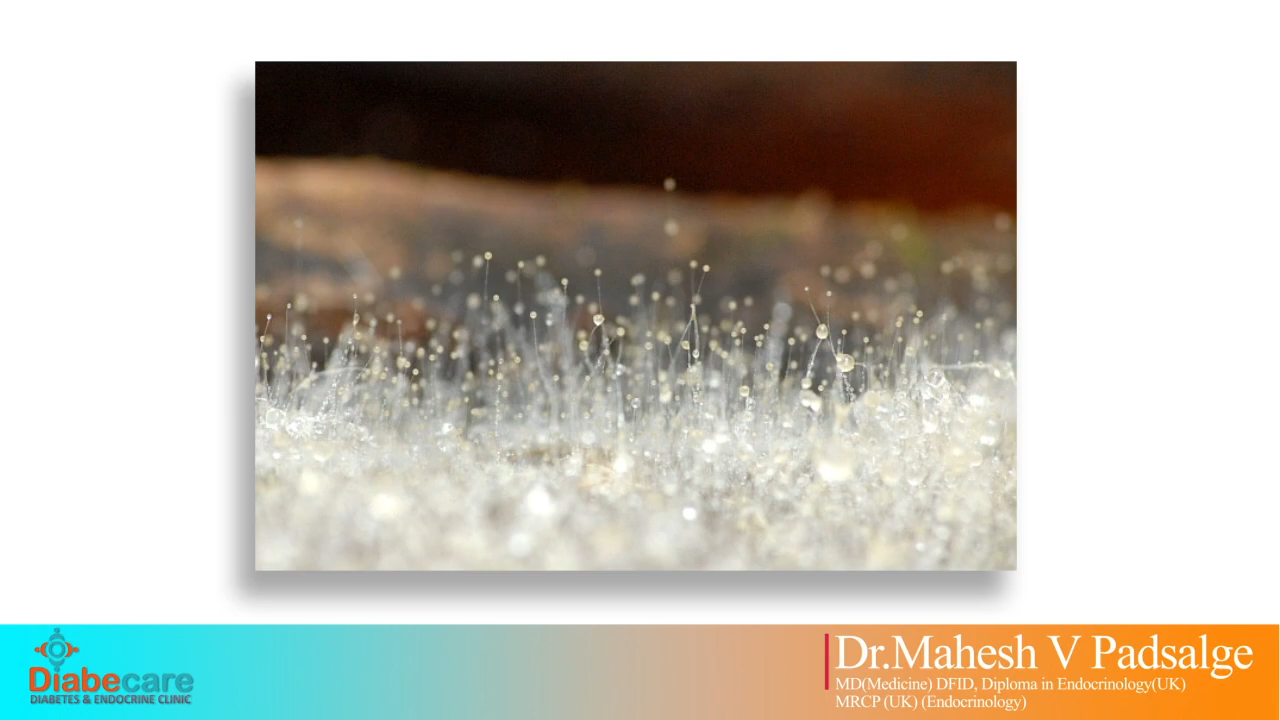 Diabecare
DIABETES & ENDOCRINE CLINIC
Dr.Mahesh V Padsalge
MD(Medicine) DFID, Diploma in Endocrinology(UK)
MRCP (UK) (Endocrinology)